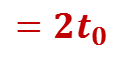 = 2t₀